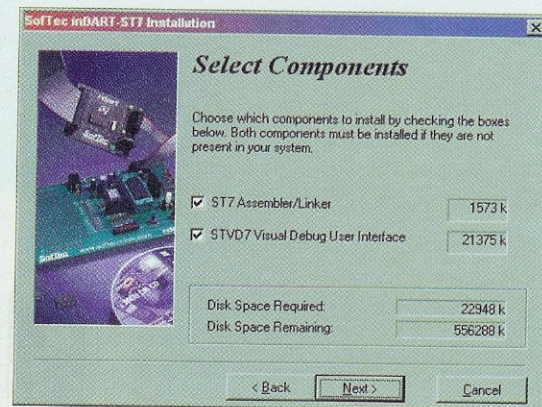 SofTec inDART-ST7 Installation
Select Components
Choose which components to install by checking the boxes
below. Both components must be installed if they are not
present in your system.
ST7 Assembler/Linker
1573 k
STVD7 Visual Debug User Interface
21375 k
Disk Space Required:
22948 k
Disk Space Remaining:
556288 k
< Back
Next >
Cancel
SofTec